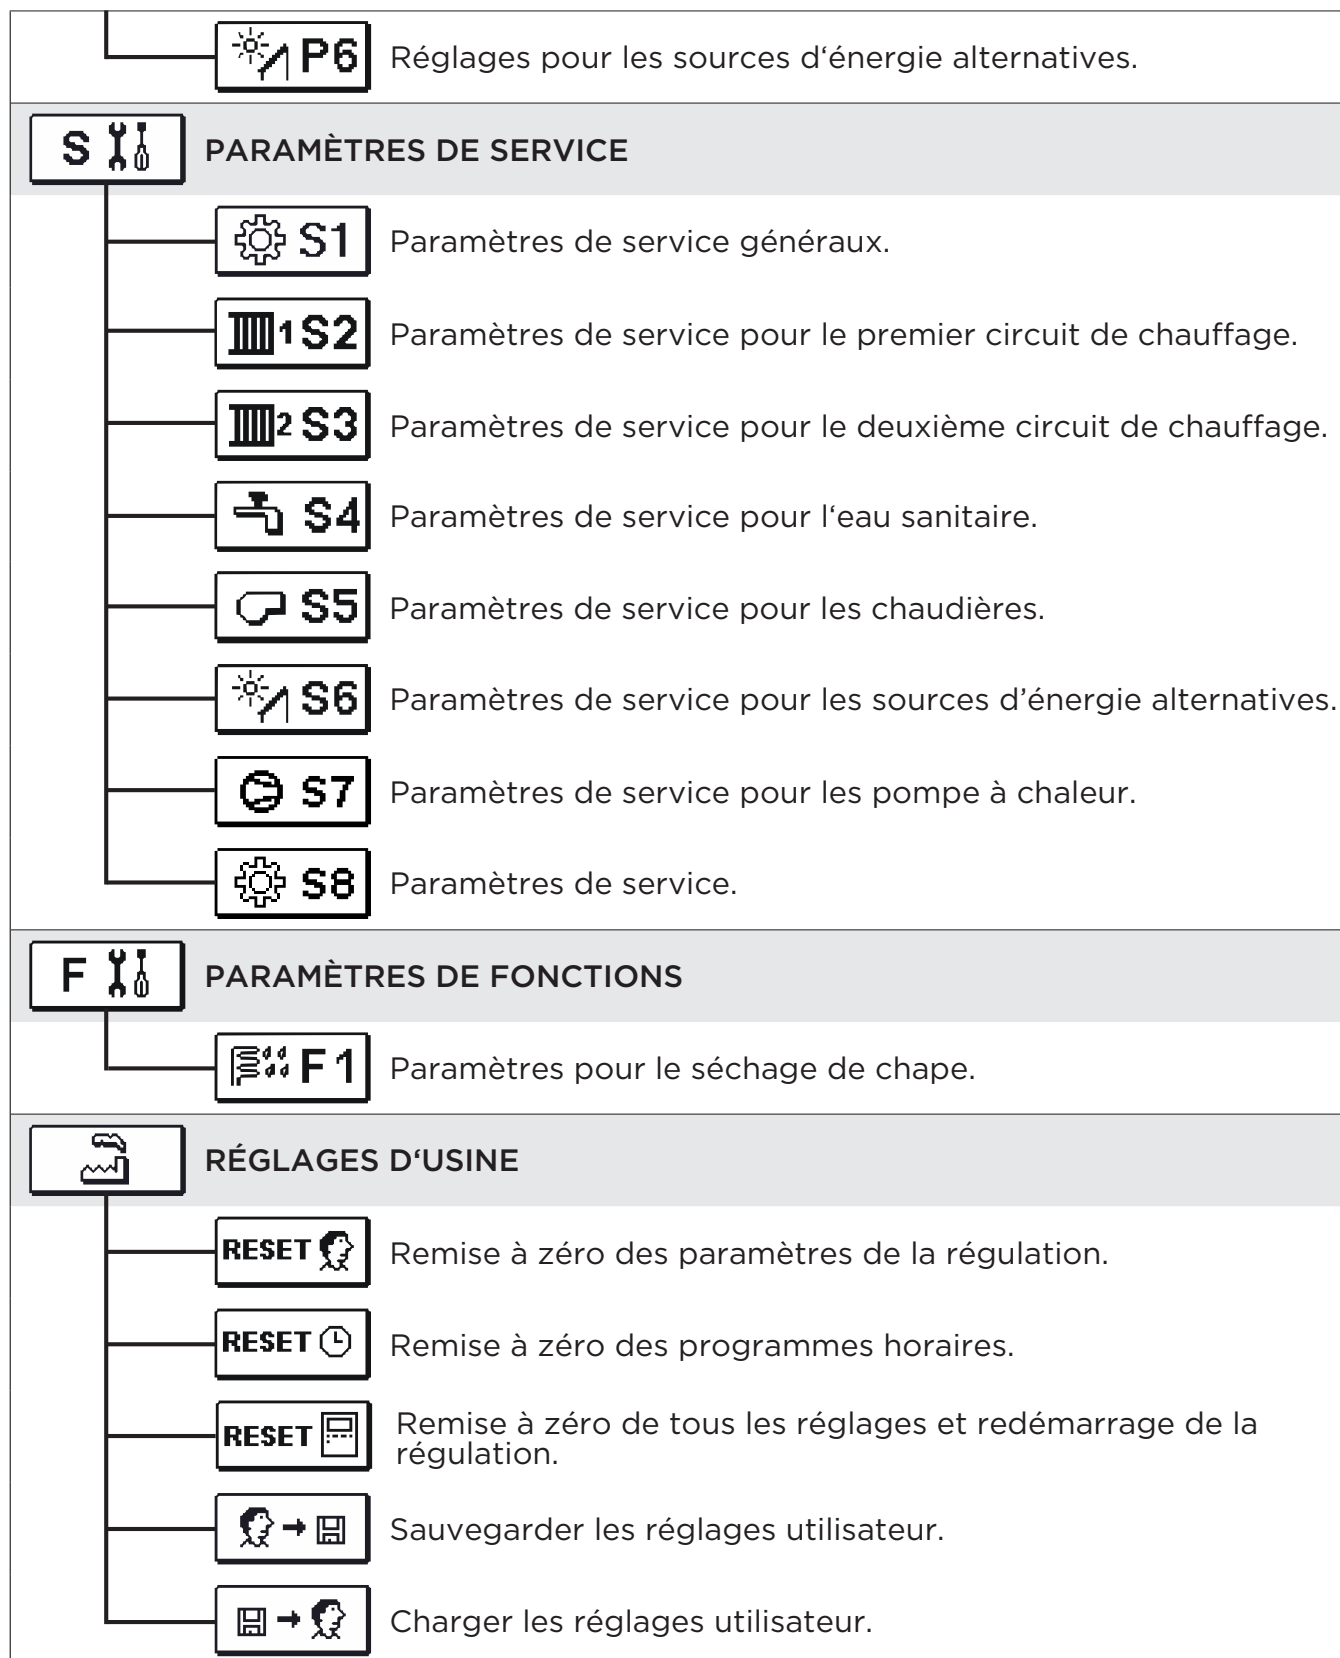 P6 Réglages pour les sources d‘énergie alternatives.
S PARAMÈTRES DE SERVICE
S1 Paramètres de service généraux.
1 S2 Paramètres de service pour le premier circuit de chauffage.
2 S3 Paramètres de service pour le deuxième circuit de chauffage.
S4 Paramètres de service pour l‘eau sanitaire.
S5 Paramètres de service pour les chaudières.
S6 Paramètres de service pour les sources d’énergie alternatives.
S7 Paramètres de service pour les pompe à chaleur.
S8 Paramètres de service.
F PARAMÈTRES DE FONCTIONS
F1 Paramètres pour le séchage de chape.
RÉGLAGES D‘USINE
RESET Remise à zéro des paramètres de la régulation.
RESET Remise à zéro des programmes horaires.
RESET Remise à zéro de tous les réglages et redémarrage de la
régulation.
Sauvegarder les réglages utilisateur.
Charger les réglages utilisateur.